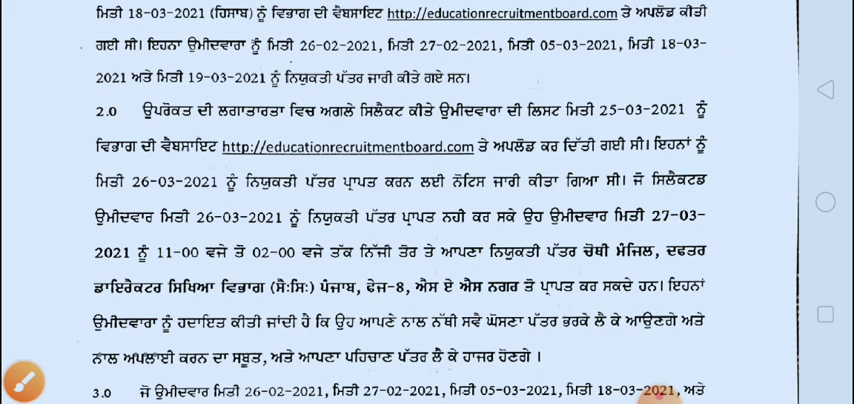 ਮਿਤੀ 18-03-2021 (ਹਿਸਾਬ) ਨੂੰ ਵਿਭਾਗ ਦੀ ਵੈਬਸਾਇਟ http://educationrecruitmentboard.com ਤੇ ਅਪਲੋਡ ਕੀਤੀ
ਗਈ ਸੀ। ਇਹਨਾ ਉਮੀਦਵਾਰਾ ਨੂੰ ਮਿਤੀ 26-02-2021, ਮਿਤੀ 27-02-2021, ਮਿਤੀ 05-03-2021, ਮਿਤੀ 18-03-
2021 ਅਤੇ ਮਿਤੀ 19-03-2021 ਨੂੰ ਨਿਯੁਕਤੀ ਪੱਤਰ ਜਾਰੀ ਕੀਤੇ ਗਏ ਸਨ।
2.0 ਉਪਰੋਕਤ ਦੀ ਲਗਾਤਾਰਤਾ ਵਿਚ ਅਗਲੇ ਸਿਲੈਕਟ ਕੀਤੇ ਉਮੀਦਵਾਰਾ ਦੀ ਲਿਸਟ ਮਿਤੀ 25-03-2021 ਨੂੰ
ਵਿਭਾਗ ਦੀ ਵੈਬਸਾਇਟ http://educationrecruitmentboard.com ਤੇ ਅਪਲੋਡ ਕਰ ਦਿੱਤੀ ਗਈ ਸੀ। ਇਹਨਾਂ ਨੂੰ
ਮਿਤੀ 26-03-2021 ਨੂੰ ਨਿਯੁਕਤੀ ਪੱਤਰ ਪ੍ਰਾਪਤ ਕਰਨ ਲਈ ਨੋਟਿਸ ਜਾਰੀ ਕੀਤਾ ਗਿਆ ਸੀ। ਜੋ ਸਿਲੈਕਟਡ
ਉਮੀਦਵਾਰ ਮਿਤੀ 26-03-2021 ਨੂੰ ਨਿਯੁਕਤੀ ਪੱਤਰ ਪ੍ਰਾਪਤ ਨਹੀ ਕਰ ਸਕੇ ਉਹ ਉਮੀਦਵਾਰ ਮਿਤੀ 27-03-
2021 ਨੂੰ 11-00 ਵਜੇ ਤੋ 02-00 ਵਜੇ ਤੱਕ ਨਿੱਜੀ ਤੋਰ ਤੇ ਆਪਣਾ ਨਿਯੁਕਤੀ ਪੱਤਰ ਚੋਥੀ ਮੰਜਿਲ, ਦਫਤਰ
ਡਾਇਰੈਕਟਰ ਸਿਖਿਆ ਵਿਭਾਗ (ਸੈ:ਸਿ:) ਪੰਜਾਬ, ਫੇਜ-8, ਐਸ ਏ ਐਸ ਨਗਰ ਤੋ ਪ੍ਰਾਪਤ ਕਰ ਸਕਦੇ ਹਨ। ਇਹਨਾਂ
ਉਮੀਦਵਾਰਾ ਨੂੰ ਹਦਾਇਤ ਕੀਤੀ ਜਾਂਦੀ ਹੈ ਕਿ ਉਹ ਆਪਣੇ ਨਾਲ ਨੱਥੀ ਸਵੈ ਘੋਸਣਾ ਪੱਤਰ ਭਰਕੇ ਲੈ ਕੇ ਆਉਣਗੇ ਅਤੇ
ਨਾਲ ਅਪਲਾਈ ਕਰਨ ਦਾ ਸਬੂਤ, ਅਤੇ ਆਪਣਾ ਪਹਿਚਾਣ ਪੱਤਰ ਲੈ ਕੇ ਹਾਜਰ ਹੋਣਗੇ ।
3.0 ਜੋ ਉਮੀਦਵਾਰ ਮਿਤੀ 26-02-2021, ਮਿਤੀ 27-02-2021, ਮਿਤੀ 05-03-2021, ਮਿਤੀ 18-03-2021, ਅਤੇ